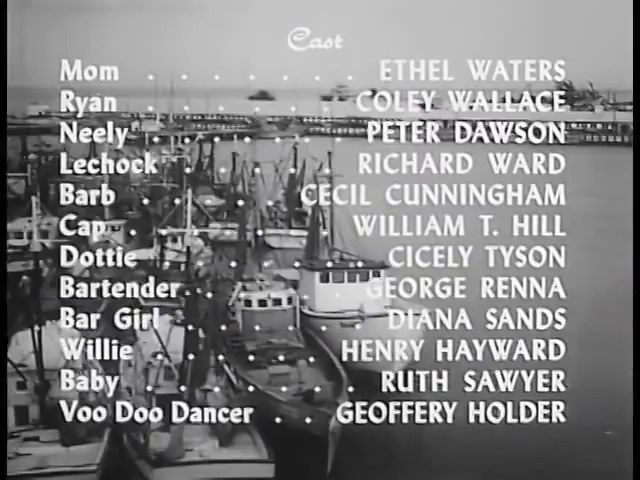 Cast
Mom . . . . . . . . ETHEL WATERS
Ryan . . . . . . . . COLEY WALLACE
Neely . . . . . . . . PETER DAWSON
Lechock . . . . . . . RICHARD WARD
Barb . . . . . . CECIL CUNNINGHAM
Cap . . . . . . . . WILLIAM T. HILL
Dottie . . . . . . . . CICELY TYSON
Bartender . . . . . . GEORGE RENNA
Bar Girl . . . . . . . DIANA SANDS
Willie . . . . . . . HENRY HAYWARD
Baby . . . . . . . . RUTH SAWYER
Voo Doo Dancer . . GEOFFERY HOLDER